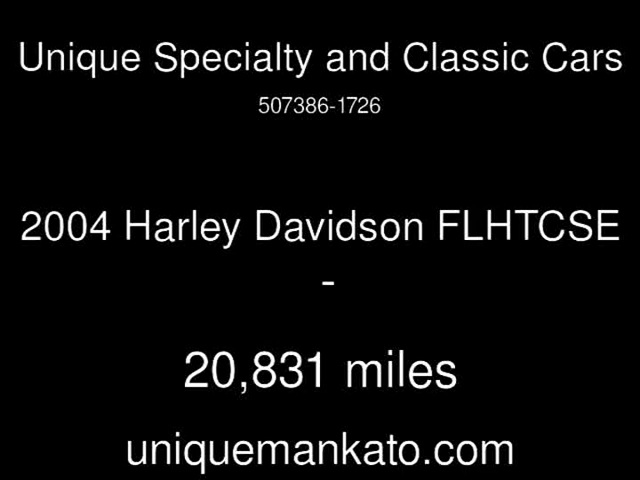 Unique Specialty and Classic Cars
507386-1726
2004 Harley Davidson FLHTCSE
-
20,831 miles
uniquemankato.com